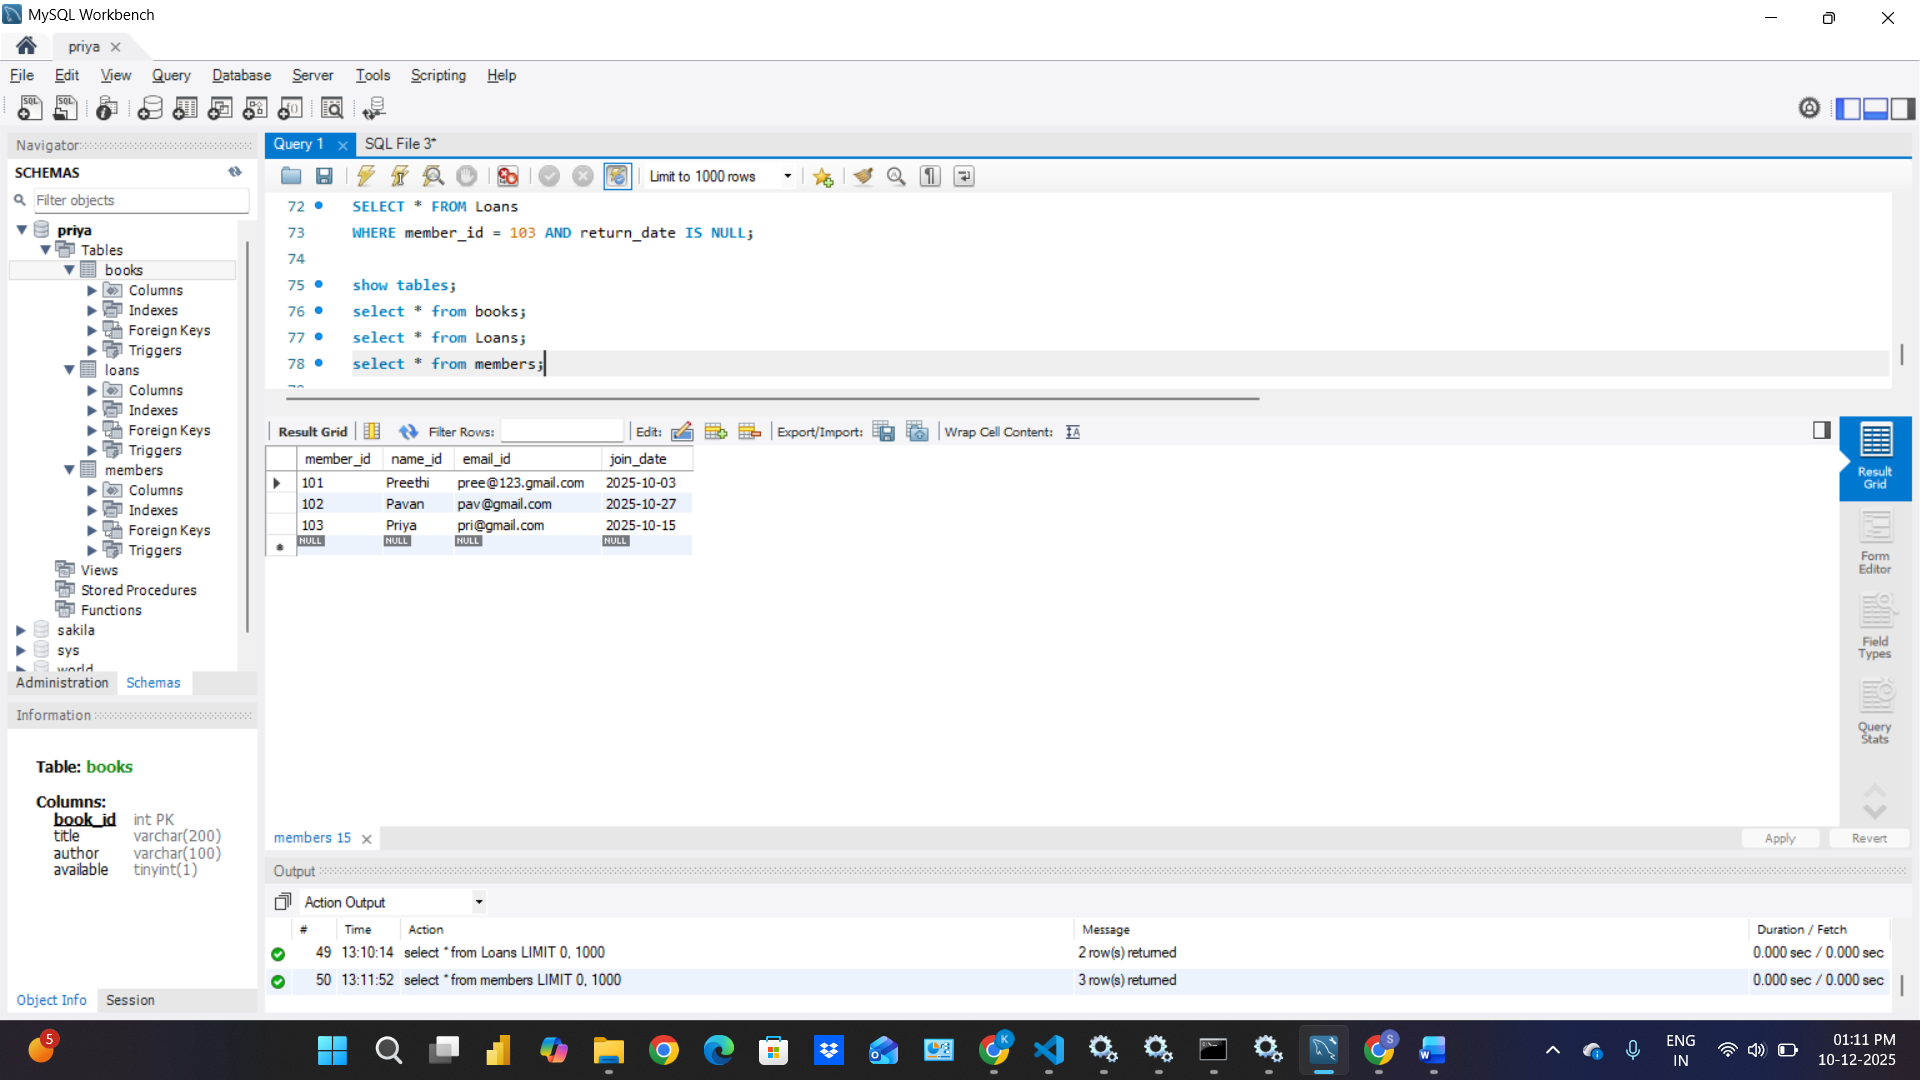 MySQL Workbench
priya
File Edit View Query Database Server Tools Scripting Help
Navigator
SCHEMAS
Filter objects
priya
Tables
books
Columns
Indexes
Foreign Keys
Triggers
loans
Columns
Indexes
Foreign Keys
Triggers
members
Columns
Indexes
Foreign Keys
Triggers
Views
Stored Procedures
Functions
sakila
sys
world
Administration Schemas
Information
Table: books
Columns:
book_id int PK
title varchar(200)
author varchar(100)
available tinyint(1)
Object Info Session
Query 1 SQL File 3*
Limit to 1000 rows
72 SELECT * FROM Loans
73 WHERE member_id = 103 AND return_date IS NULL;
74
75 show tables;
76 select * from books;
77 select * from Loans;
78 select * from members;
Result Grid Filter Rows: Edit: Export/Import: Wrap Cell Content:
member_id name_id email_id join_date
101 Preethi pree@123.gmail.com 2025-10-03
102 Pavan pav@gmail.com 2025-10-27
103 Priya pri@gmail.com 2025-10-15
NULL NULL NULL NULL
Result
Grid
Form
Editor
Field
Types
Query
Stats
members 15
Apply Revert
Output
Action Output
# Time Action Message Duration / Fetch
49 13:10:14 select * from Loans LIMIT 0, 1000 2 row(s) returned 0.000 sec / 0.000 sec
50 13:11:52 select * from members LIMIT 0, 1000 3 row(s) returned 0.000 sec / 0.000 sec
5
K
S
ENG
IN
01:11 PM
10-12-2025